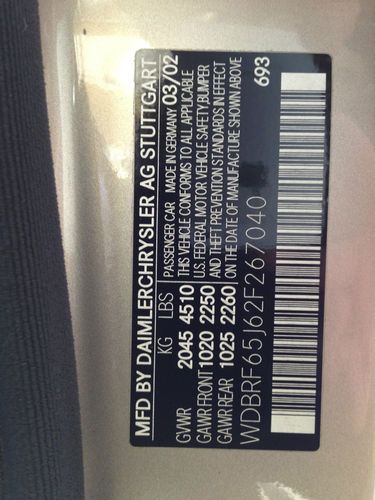 MFD BY DAIMLERCHRYSLER AG STUTTGART
KG LBS PASSENGER CAR MADE IN GERMANY 03/02
GVWR 2045 4510 THIS VEHICLE CONFORMS TO ALL APPLICABLE
GAWR FRONT 1020 2250 U.S. FEDERAL MOTOR VEHICLE SAFETY, BUMPER
GAWR REAR 1025 2260 AND THEFT PREVENTION STANDARDS IN EFFECT
ON THE DATE OF MANUFACTURE SHOWN ABOVE
WDBRF65J62F267040 693